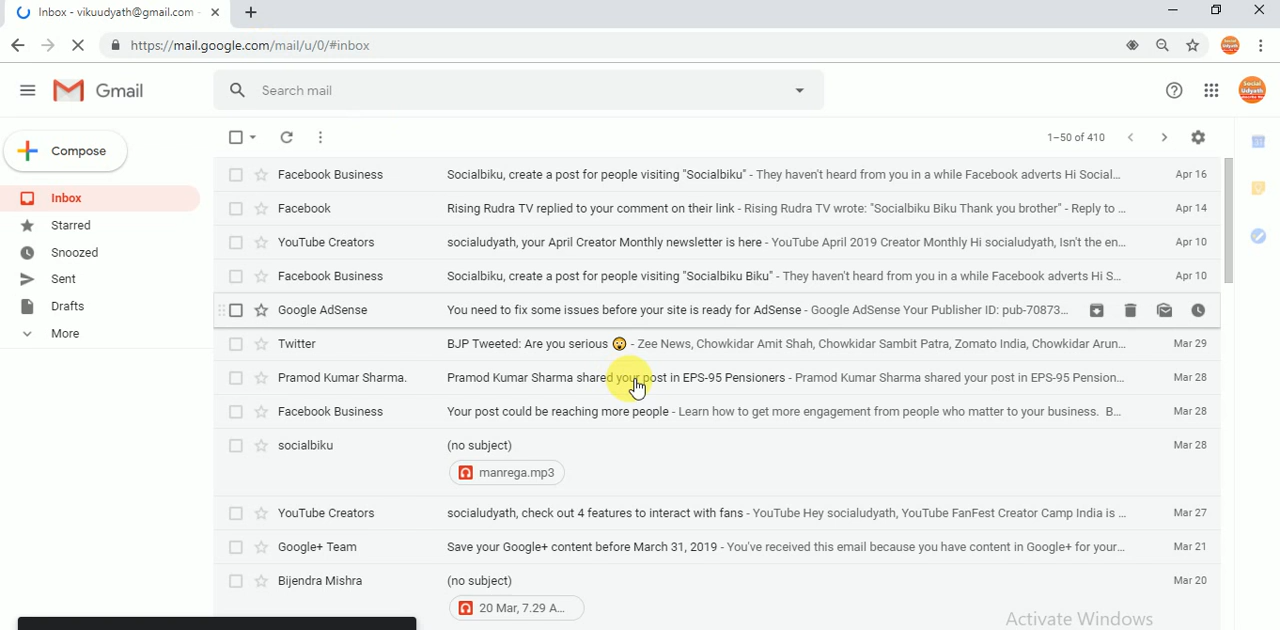 Inbox - vikuudyath@gmail.com -
https://mail.google.com/mail/u/0/#inbox
Gmail
Search mail
Compose
1–50 of 410
Inbox
Starred
Snoozed
Sent
Drafts
More
Facebook Business Socialbiku, create a post for people visiting "Socialbiku" - They haven't heard from you in a while Facebook adverts Hi Social... Apr 16
Facebook Rising Rudra TV replied to your comment on their link - Rising Rudra TV wrote: "Socialbiku Biku Thank you brother" - Reply to ... Apr 14
YouTube Creators socialudyath, your April Creator Monthly newsletter is here - YouTube April 2019 Creator Monthly Hi socialudyath, Isn't the en... Apr 10
Facebook Business Socialbiku, create a post for people visiting "Socialbiku Biku" - They haven't heard from you in a while Facebook adverts Hi S... Apr 10
Google AdSense You need to fix some issues before your site is ready for AdSense - Google AdSense Your Publisher ID: pub-70873...
Twitter BJP Tweeted: Are you serious 😮 - Zee News, Chowkidar Amit Shah, Chowkidar Sambit Patra, Zomato India, Chowkidar Arun... Mar 29
Pramod Kumar Sharma. Pramod Kumar Sharma shared your post in EPS-95 Pensioners - Pramod Kumar Sharma shared your post in EPS-95 Pension... Mar 28
Facebook Business Your post could be reaching more people - Learn how to get more engagement from people who matter to your business. B... Mar 28
socialbiku (no subject) Mar 28
manrega.mp3
YouTube Creators socialudyath, check out 4 features to interact with fans - YouTube Hey socialudyath, YouTube FanFest Creator Camp India is ... Mar 27
Google+ Team Save your Google+ content before March 31, 2019 - You've received this email because you have content in Google+ for your... Mar 21
Bijendra Mishra (no subject) Mar 20
20 Mar, 7.29 A...
Activate Windows